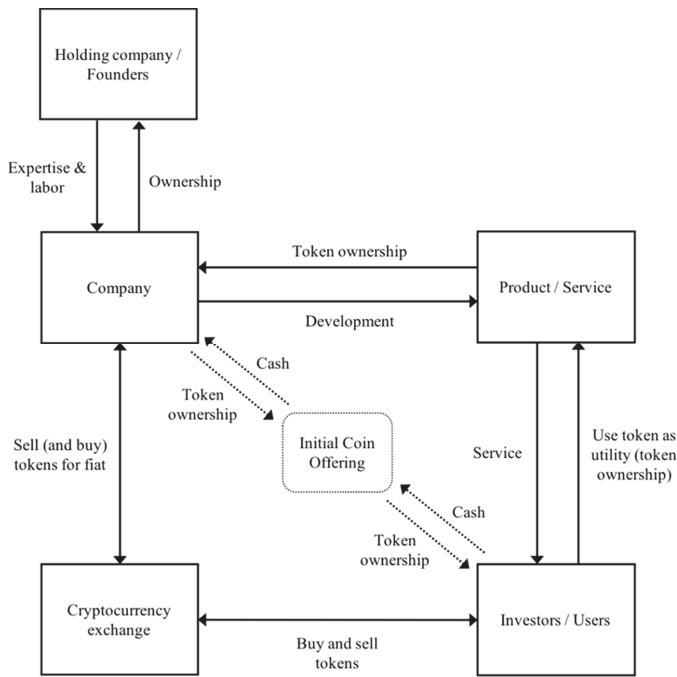 Holding company /
Founders
Expertise &
labor
Ownership
Token ownership
Company
Product / Service
Development
Cash
Token
ownership
Initial Coin
Offering
Sell (and buy)
tokens for fiat
Service
Use token as
utility (token
ownership)
Cash
Token
ownership
Cryptocurrency
exchange
Investors / Users
Buy and sell
tokens